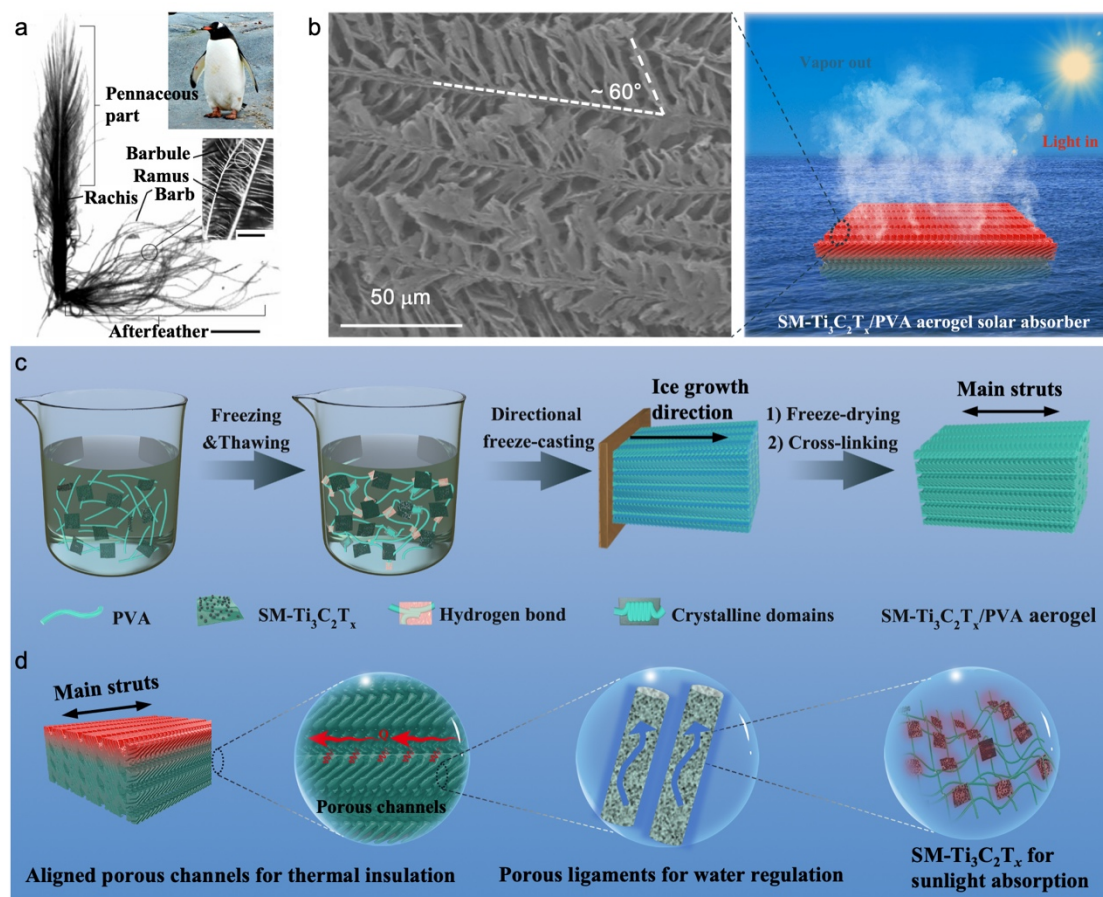 a
Pennaceous
part
Barbule
Ramus
Rachis
Barb
Afterfeather
b
~ 60°
50 μm
Vapor out
Light in
SM-Ti₃C₂Tₓ/PVA aerogel solar absorber
c
Freezing
&Thawing
Directional
freeze-casting
Ice growth
direction
1) Freeze-drying
2) Cross-linking
Main struts
PVA
SM-Ti₃C₂Tₓ
Hydrogen bond
Crystalline domains
SM-Ti₃C₂Tₓ/PVA aerogel
d
Main struts
Q
Porous channels
Aligned porous channels for thermal insulation
Porous ligaments for water regulation
SM-Ti₃C₂Tₓ for
sunlight absorption